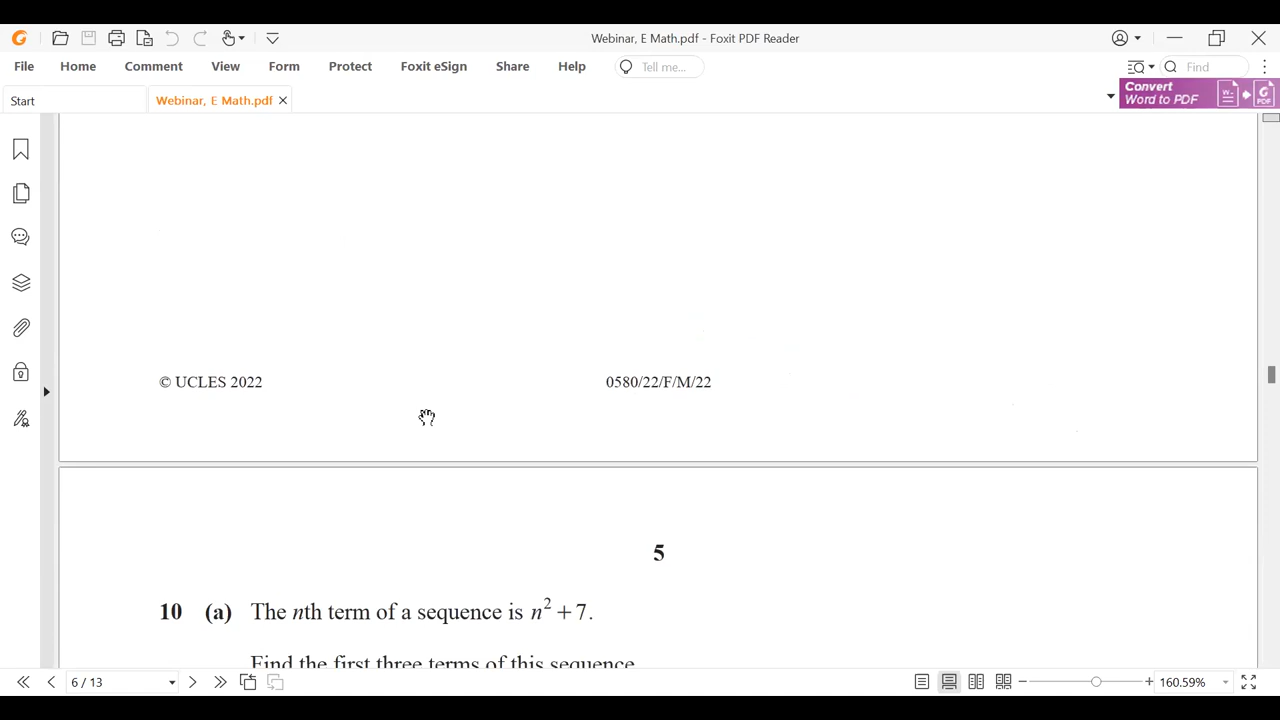 Webinar, E Math.pdf - Foxit PDF Reader
File Home Comment View Form Protect Foxit eSign Share Help Tell me... Find
Start Webinar, E Math.pdf Convert
Word to PDF
© UCLES 2022 0580/22/F/M/22
5
10 (a) The nth term of a sequence is n² + 7.
Find the first three terms of this sequence
6 / 13 160.59%